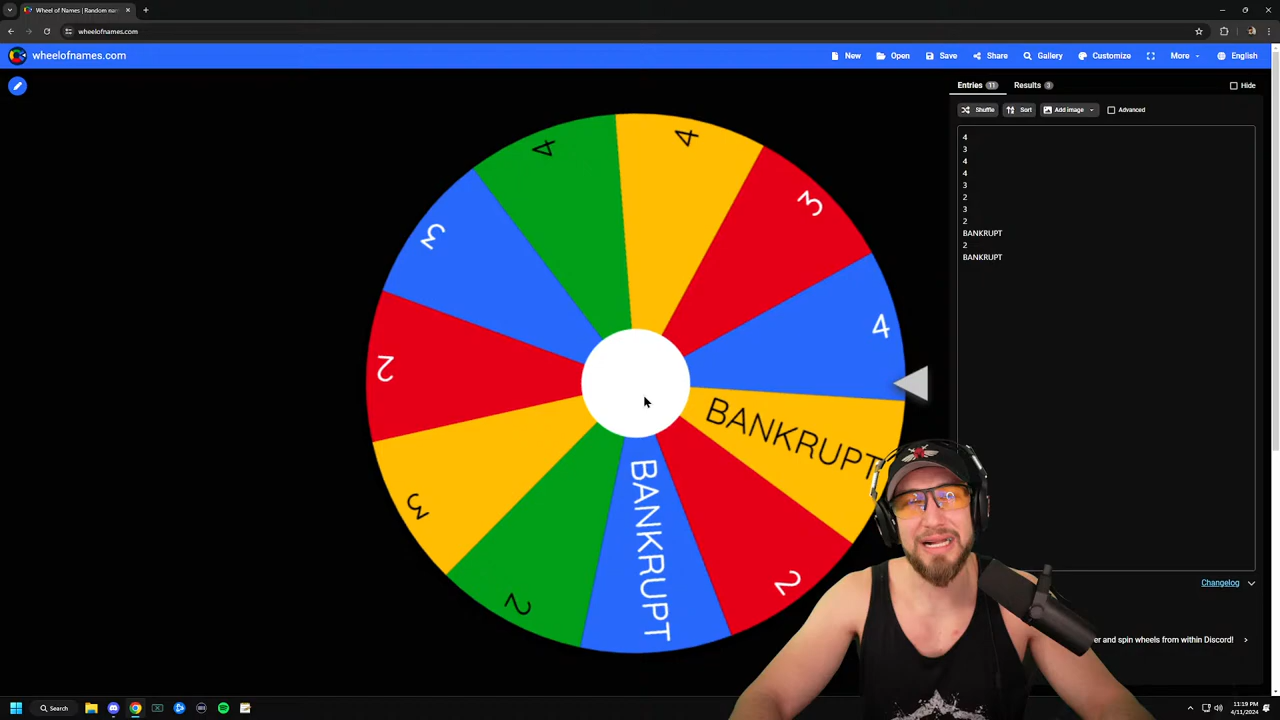 Wheel of Names | Random nam
wheelofnames.com
wheelofnames.com
New
Open
Save
Share
Gallery
Customize
More
English
Entries 11
Results 3
Hide
Shuffle
Sort
Add image
Advanced
4
3
4
4
3
2
3
2
BANKRUPT
2
BANKRUPT
4
4
3
3
4
2
BANKRUPT
3
BANKRUPT
2
2
Changelog
and spin wheels from within Discord!
Search
11:19 PM
4/11/2024